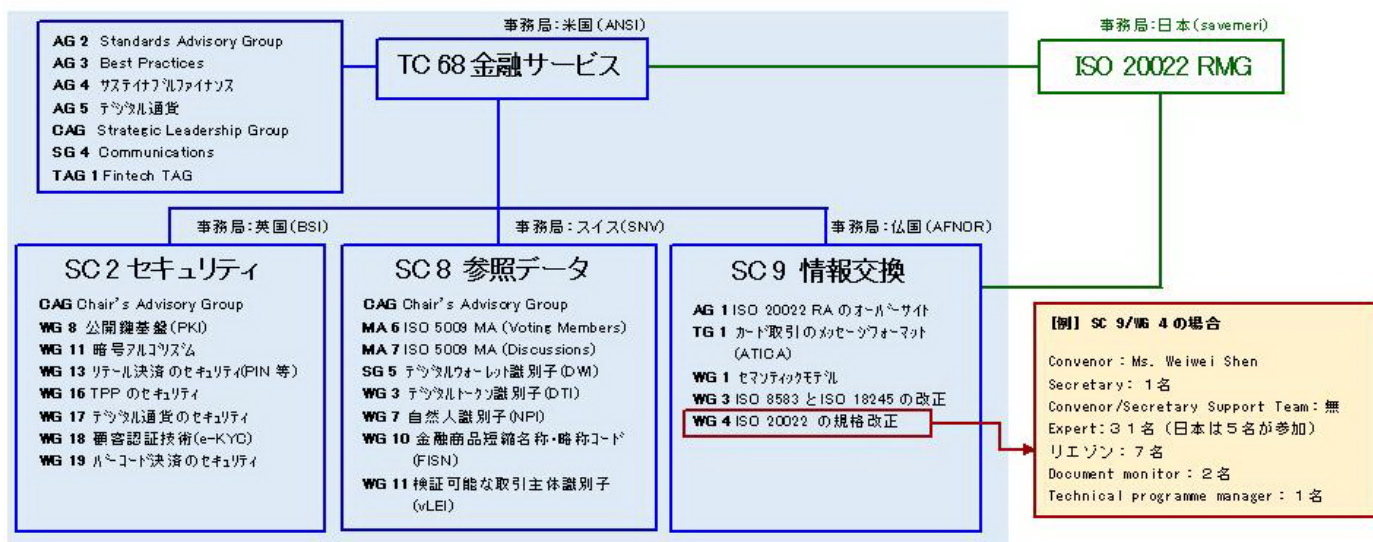 事務局:米国(ANSI)
事務局:日本(savemeri)
AG 2 Standards Advisory Group
AG 3 Best Practices
AG 4 ｻｽﾃｲﾅﾌﾞﾙﾌｧｲﾅﾝｽ
AG 5 ﾃﾞｼﾞﾀﾙ通貨
CAG Strategic Leadership Group
SG 4 Communications
TAG 1 Fintech TAG
TC 68 金融サービス
ISO 20022 RMG
事務局:英国(BSI)
事務局:スイス(SNV)
事務局:仏国(AFNOR)
SC 2 セキュリティ
CAG Chair's Advisory Group
WG 8 公開鍵基盤(PKI)
WG 11 暗号ｱﾙｺﾞﾘｽﾞﾑ
WG 13 ﾘﾃｰﾙ決済のｾｷｭﾘﾃｨ(PIN 等)
WG 16 TPP のｾｷｭﾘﾃｨ
WG 17 ﾃﾞｼﾞﾀﾙ通貨のｾｷｭﾘﾃｨ
WG 18 顧客認証技術(e-KYC)
WG 19 ﾊﾞｰｺｰﾄﾞ決済のｾｷｭﾘﾃｨ
SC 8 参照データ
CAG Chair's Advisory Group
MA 6 ISO 5009 MA (Voting Members)
MA 7 ISO 5009 MA (Discussions)
SG 5 ﾃﾞｼﾞﾀﾙｳｫｰﾚｯﾄ識別子(DWI)
WG 3 ﾃﾞｼﾞﾀﾙﾄｰｸﾝ識別子(DTI)
WG 7 自然人識別子(NPI)
WG 10 金融商品短縮名称・略称ｺｰﾄﾞ
(FISN)
WG 11 検証可能な取引主体識別子
(vLEI)
SC 9 情報交換
AG 1 ISO 20022 RA のｵｰﾊﾞｰｻｲﾄ
TG 1 ｶｰﾄﾞ取引のﾒｯｾｰｼﾞﾌｫｰﾏｯﾄ
(ATICA)
WG 1 ｾﾏﾝﾃｨｯｸﾓﾃﾞﾙ
WG 3 ISO 8583 とISO 18245 の改正
WG 4 ISO 20022 の規格改正
【例】 SC 9/WG 4 の場合
Convenor：Ms. Weiwei Shen
Secretary：１名
Convenor/Secretary Support Team：無
Expert：３１名（日本は５名が参加）
リエゾン：７名
Document monitor：２名
Technical programme manager：１名